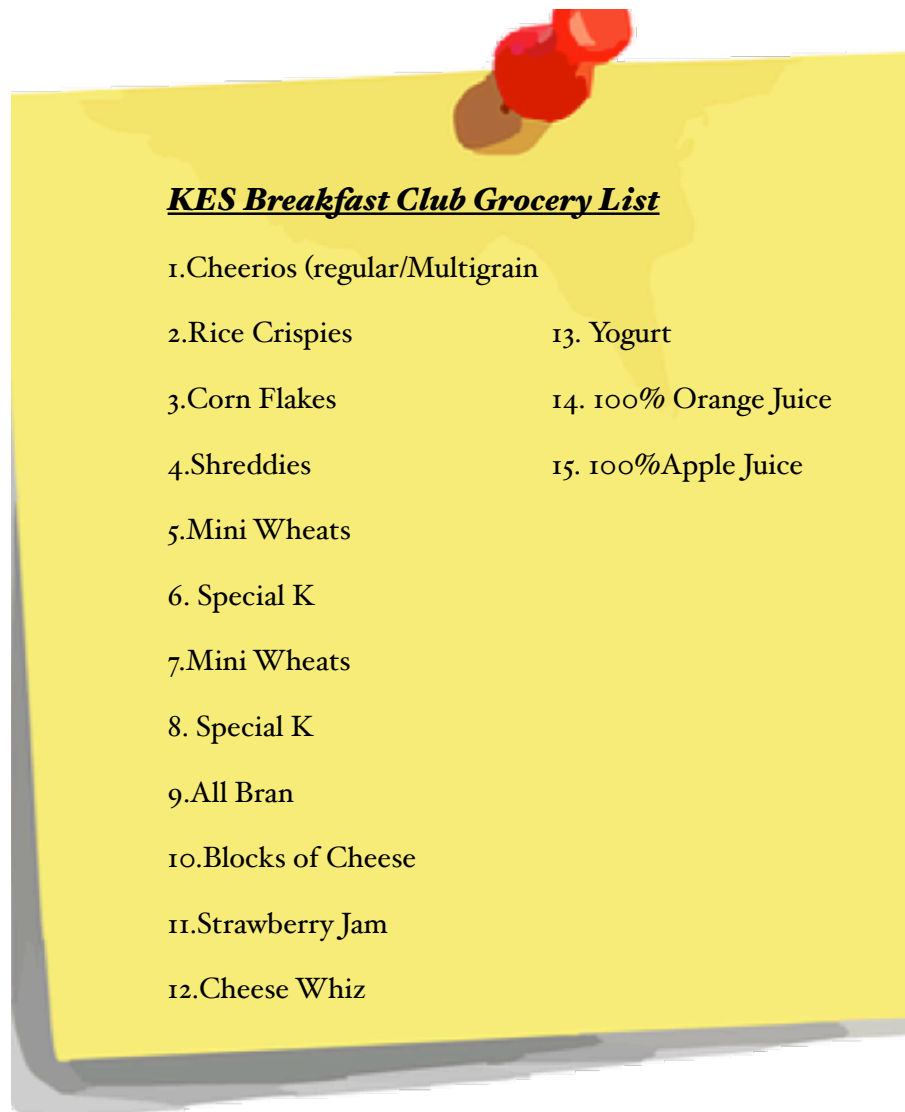 KES Breakfast Club Grocery List
1.Cheerios (regular/Multigrain
2.Rice Crispies
3.Corn Flakes
4.Shreddies
5.Mini Wheats
6. Special K
7.Mini Wheats
8. Special K
9.All Bran
10.Blocks of Cheese
11.Strawberry Jam
12.Cheese Whiz
13. Yogurt
14. 100% Orange Juice
15. 100%Apple Juice